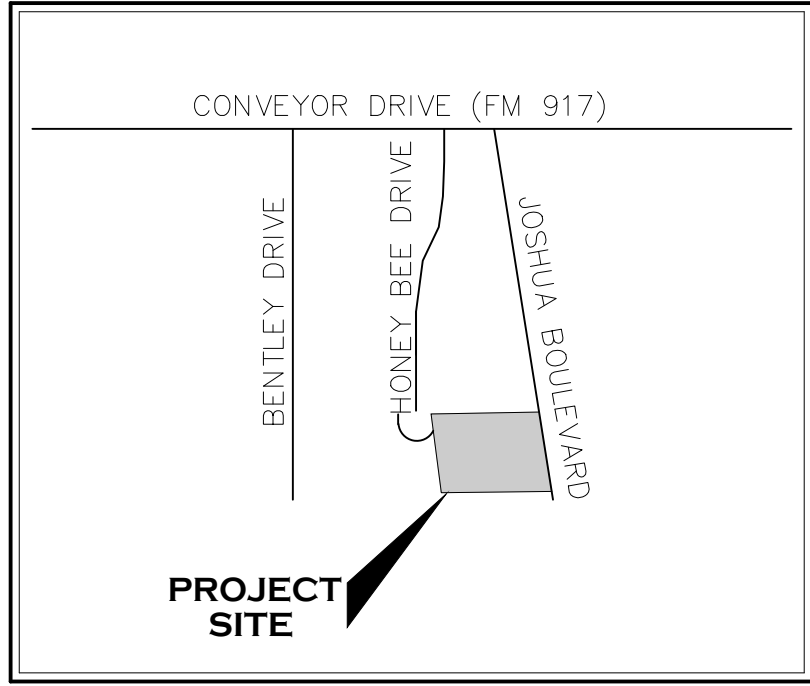 CONVEYOR DRIVE (FM 917)
BENTLEY DRIVE
HONEY BEE DRIVE
JOSHUA BOULEVARD
PROJECT
SITE